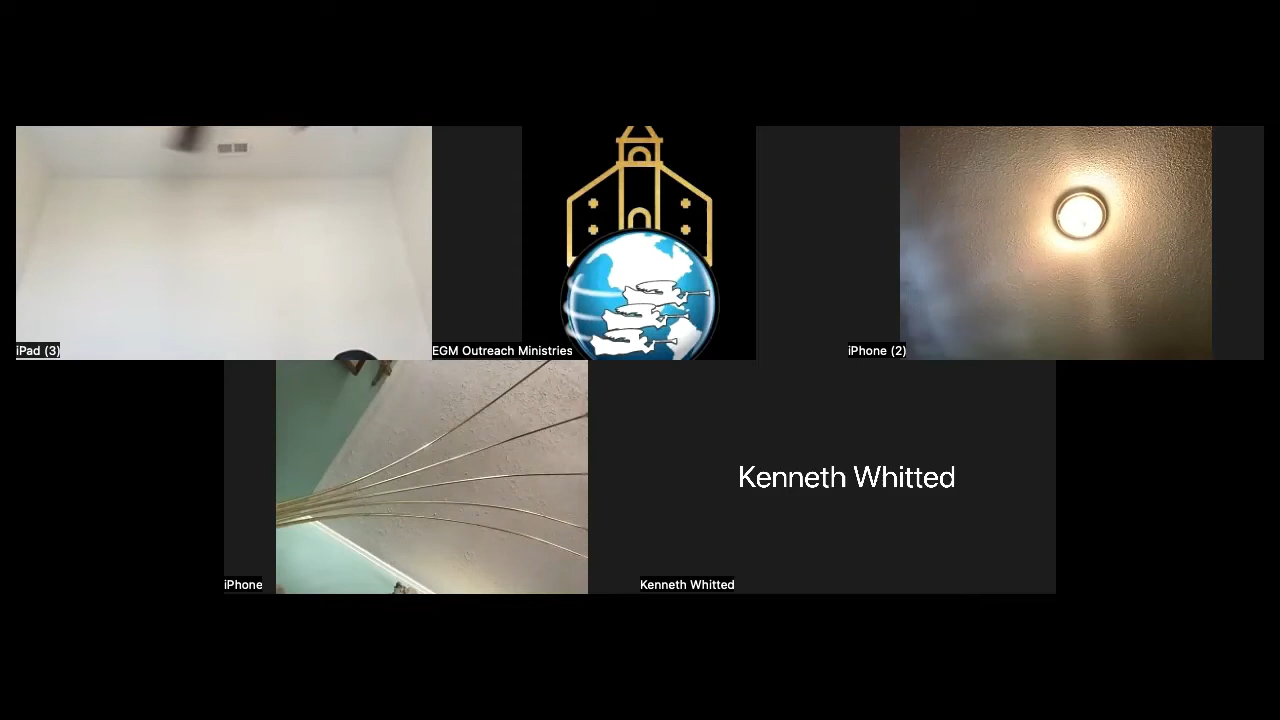 iPad (3)
EGM Outreach Ministries
iPhone (2)
iPhone
Kenneth Whitted
Kenneth Whitted